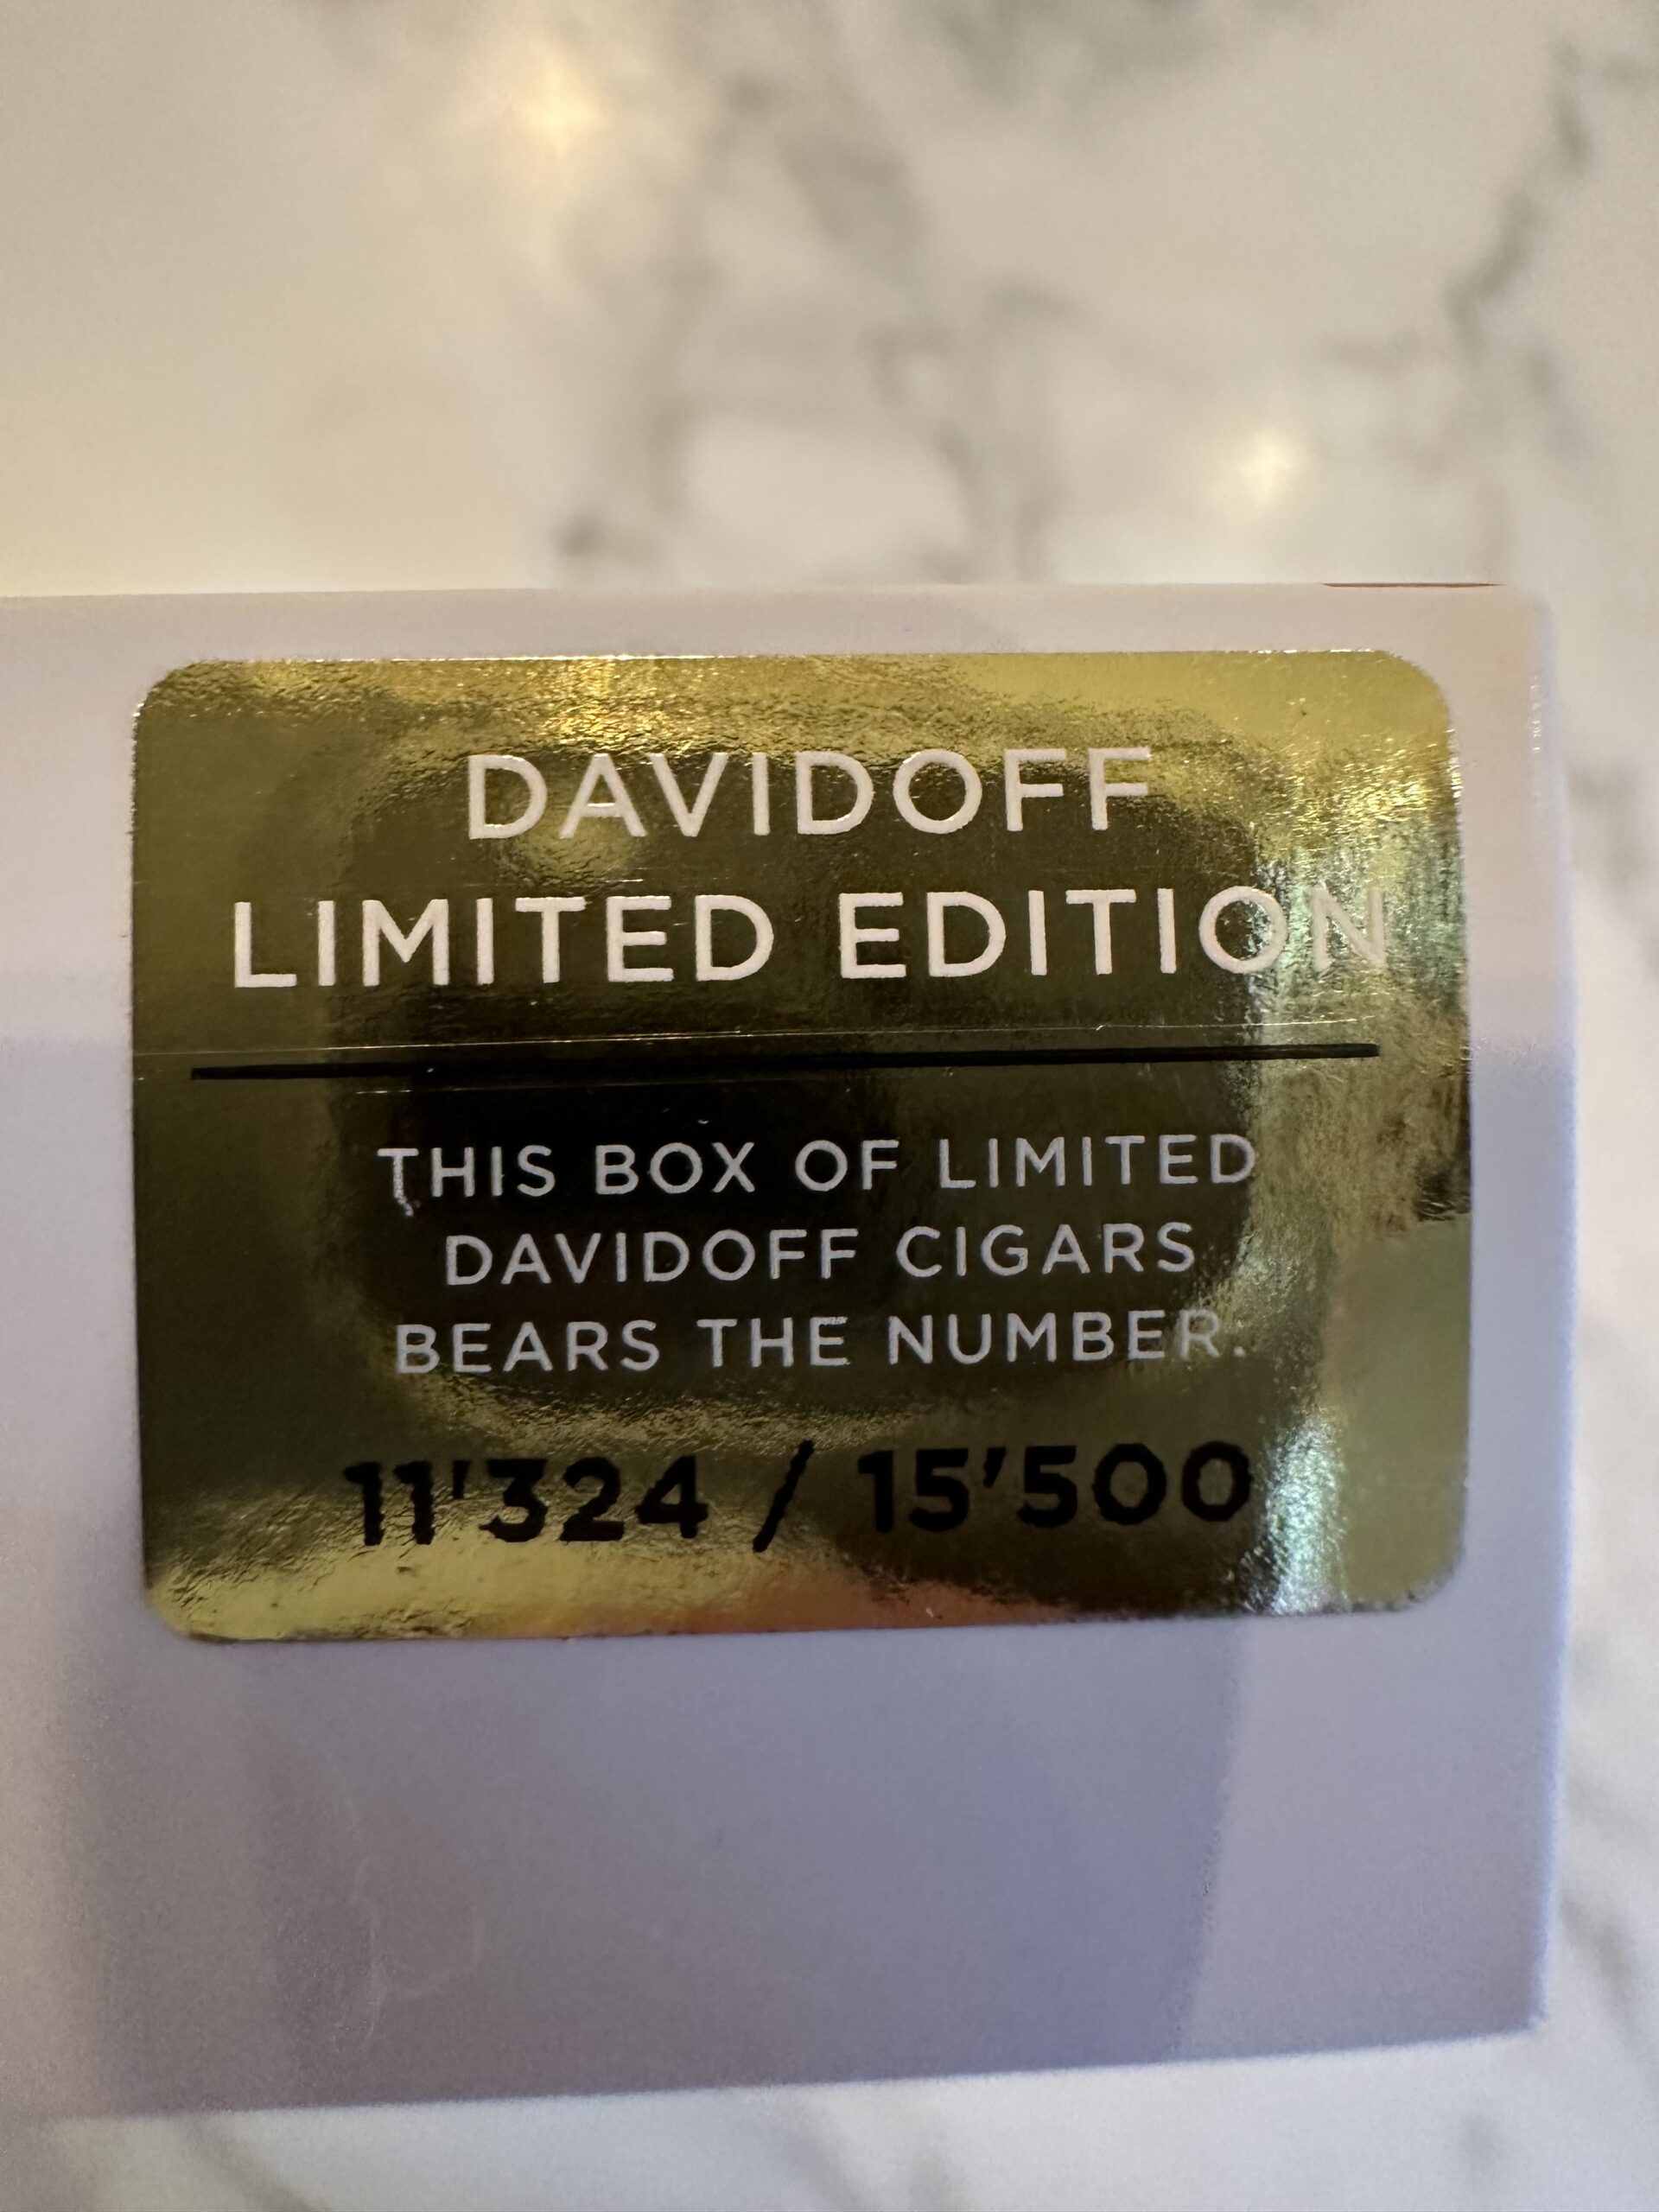 DAVIDOFF
LIMITED EDITION
THIS BOX OF LIMITED
DAVIDOFF CIGARS
BEARS THE NUMBER.
11'324 / 15'500